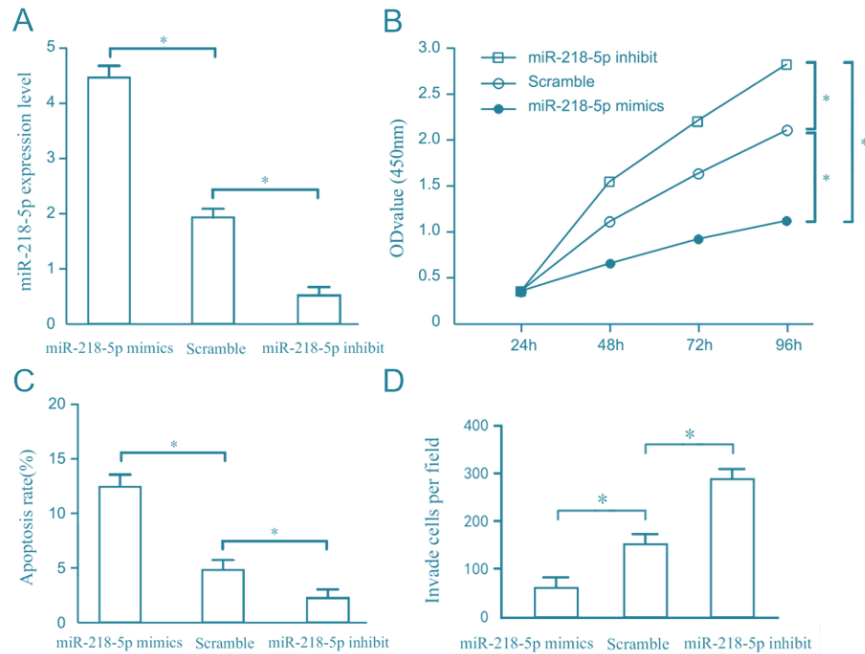 A
miR-218-5p expression level
5
4
3
2
1
0
*
*
miR-218-5p mimics
Scramble
miR-218-5p inhibit
B
ODvalue (450nm)
3.0
2.5
2.0
1.5
1.0
0.5
0
miR-218-5p inhibit
Scramble
miR-218-5p mimics
*
*
*
24h
48h
72h
96h
C
Apoptosis rate(%)
20
15
10
5
0
*
*
miR-218-5p mimics
Scramble
miR-218-5p inhibit
D
Invade cells per field
400
300
200
100
0
*
*
miR-218-5p mimics
Scramble
miR-218-5p inhibit